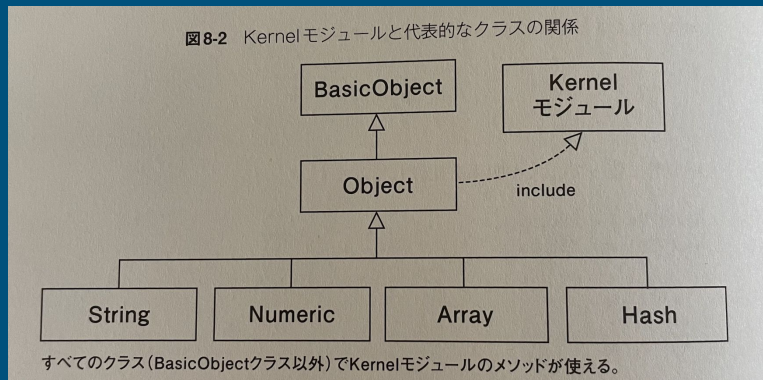 図8-2 Kernelモジュールと代表的なクラスの関係
BasicObject
Kernel
モジュール
Object
include
String
Numeric
Array
Hash
すべてのクラス(BasicObjectクラス以外)でKernelモジュールのメソッドが使える。